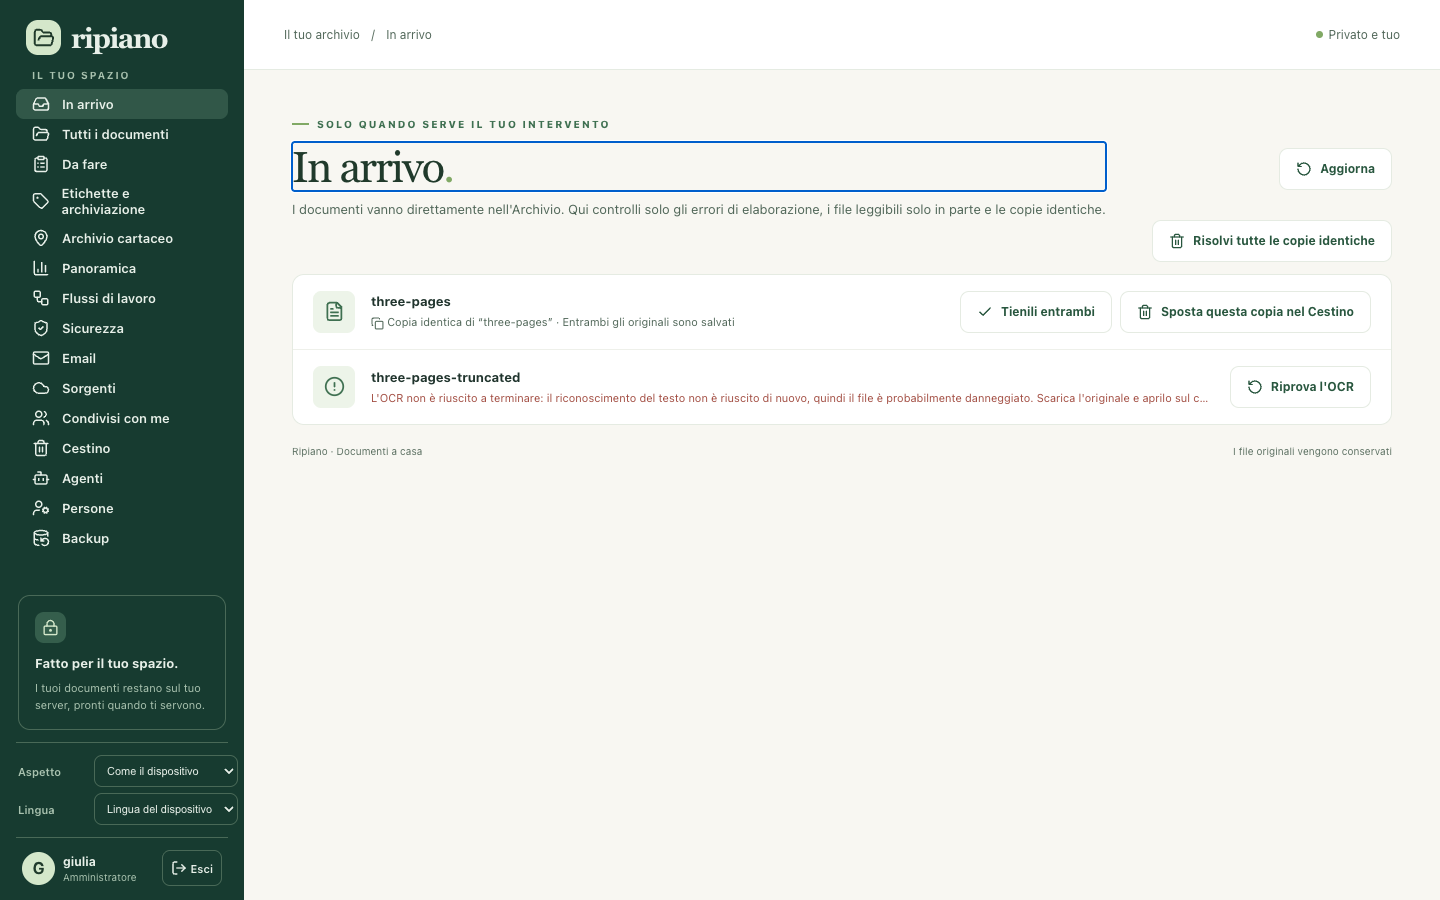 ripiano
IL TUO SPAZIO
In arrivo
Tutti i documenti
Da fare
Etichette e
archiviazione
Archivio cartaceo
Panoramica
Flussi di lavoro
Sicurezza
Email
Sorgenti
Condivisi con me
Cestino
Agenti
Persone
Backup
Fatto per il tuo spazio.
I tuoi documenti restano sul tuo
server, pronti quando ti servono.
Aspetto
Come il dispositivo
Lingua
Lingua del dispositivo
G
giulia
Amministratore
Esci
Il tuo archivio / In arrivo
Privato e tuo
SOLO QUANDO SERVE IL TUO INTERVENTO
In arrivo.
Aggiorna
I documenti vanno direttamente nell'Archivio. Qui controlli solo gli errori di elaborazione, i file leggibili solo in parte e le copie identiche.
Risolvi tutte le copie identiche
three-pages
Copia identica di “three-pages” · Entrambi gli originali sono salvati
Tienili entrambi
Sposta questa copia nel Cestino
three-pages-truncated
L'OCR non è riuscito a terminare: il riconoscimento del testo non è riuscito di nuovo, quindi il file è probabilmente danneggiato. Scarica l'originale e aprilo sul c...
Riprova l'OCR
Ripiano · Documenti a casa
I file originali vengono conservati